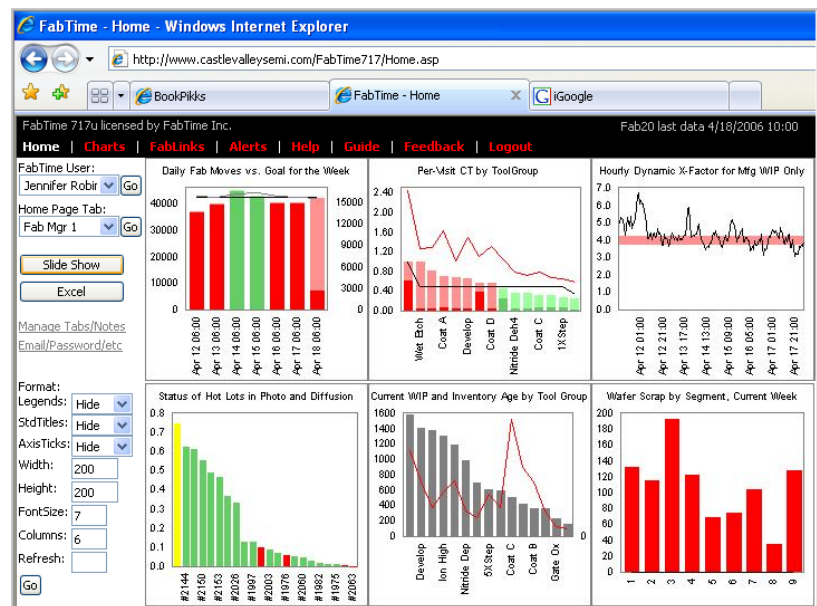 FabTime - Home - Windows Internet Explorer
http://www.castlevalleysemi.com/FabTime717/Home.asp
BookPikks
FabTime - Home X
iGoogle
FabTime 717u licensed by FabTime Inc.
Fab20 last data 4/18/2006 10:00
Home | Charts | FabLinks | Alerts | Help | Guide | Feedback | Logout
FabTime User:
Jennifer Robir Go
Home Page Tab:
Fab Mgr 1 Go
Slide Show
Excel
Manage Tabs/Notes
Email/Password/etc
Format:
Legends: Hide
StdTitles: Hide
AxisTicks: Hide
Width: 200
Height: 200
FontSize: 7
Columns: 6
Refresh:
Go
Daily Fab Moves vs. Goal for the Week
40000
30000
20000
10000
0
15000
12000
9000
6000
3000
0
Apr 12 06:00
Apr 13 06:00
Apr 14 06:00
Apr 15 06:00
Apr 16 06:00
Apr 17 06:00
Apr 18 06:00
Per-Visit CT by ToolGroup
2.40
2.00
1.60
1.20
0.80
0.40
0.00
Wet Etch
Coat A
Develop
Coat D
Nitride Deh4
Coat C
1XStep
Hourly Dynamic X-Factor for Mfg WIP Only
7.0
6.0
5.0
4.0
3.0
2.0
1.0
0.0
Apr 12 01:00
Apr 12 21:00
Apr 13 17:00
Apr 14 13:00
Apr 15 09:00
Apr 16 05:00
Apr 17 01:00
Apr 17 21:00
Status of Hot Lots in Photo and Diffusion
0.8
0.7
0.6
0.5
0.4
0.3
0.2
0.1
0.0
#2144
#2150
#2153
#2026
#1997
#2003
#1976
#2060
#1982
#1975
#2063
Current WIP and Inventory Age by Tool Group
1600
1400
1200
1000
800
600
400
200
0
0
Develop
Ion High
Nitride Dep
5XStep
Coat C
Coat B
Gate Ox
Wafer Scrap by Segment, Current Week
200
180
160
140
120
100
80
60
40
20
0
1
2
3
4
5
6
7
8
9